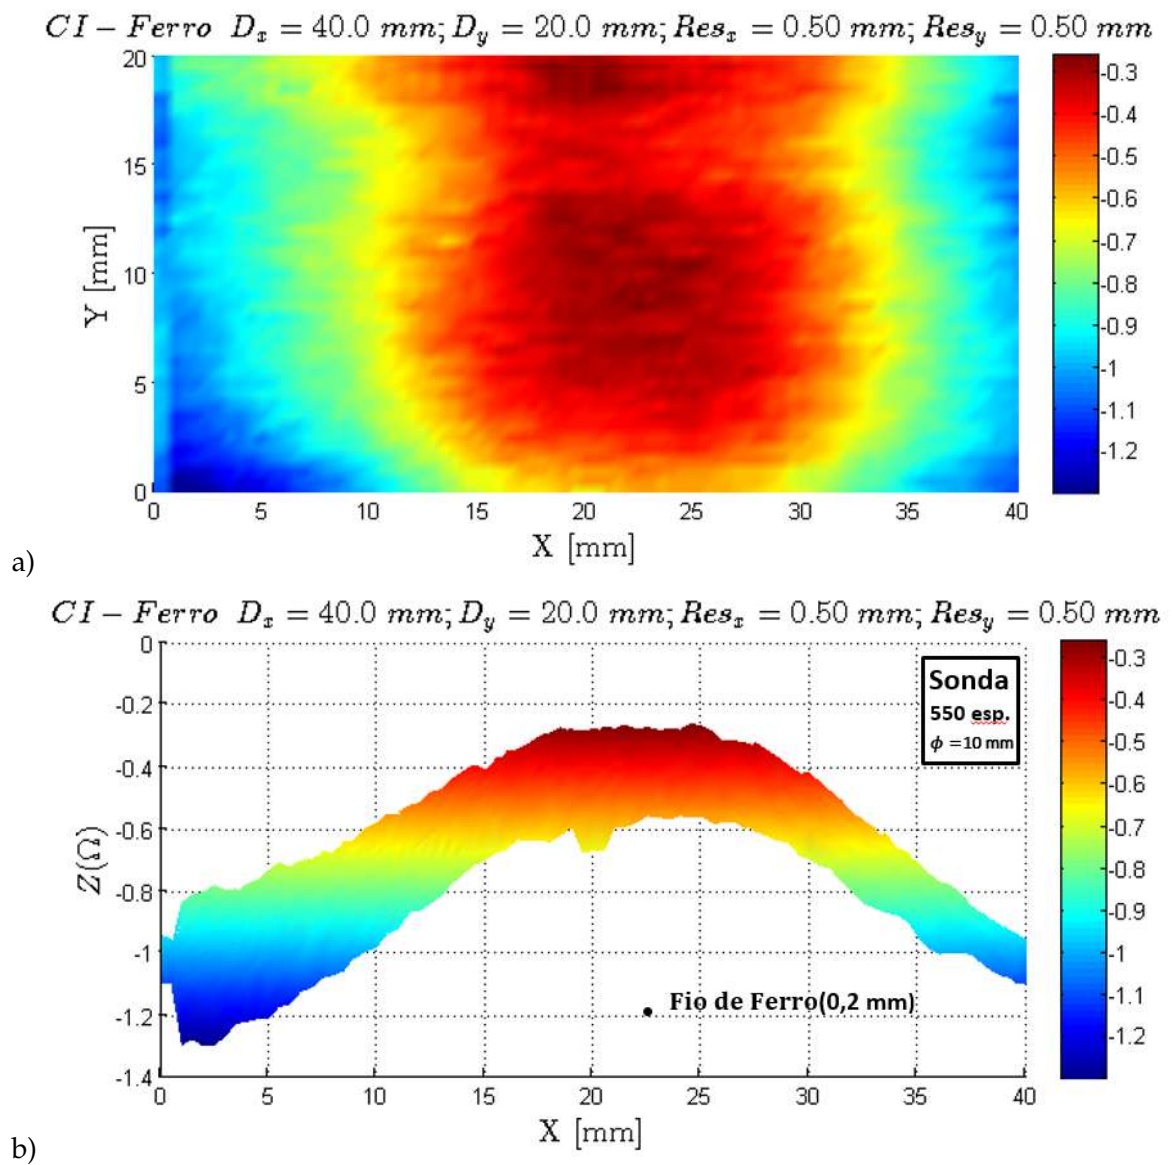 CI − Ferro D_x = 40.0 mm; D_y = 20.0 mm; Res_x = 0.50 mm; Res_y = 0.50 mm
20
15
10
5
0
Y [mm]
0 5 10 15 20 25 30 35 40
X [mm]
-0.3
-0.4
-0.5
-0.6
-0.7
-0.8
-0.9
-1
-1.1
-1.2
a)
CI − Ferro D_x = 40.0 mm; D_y = 20.0 mm; Res_x = 0.50 mm; Res_y = 0.50 mm
0
-0.2
-0.4
-0.6
-0.8
-1
-1.2
-1.4
Z(Ω)
Sonda
550 esp.
ϕ =10 mm
Fio de Ferro(0,2 mm)
0 5 10 15 20 25 30 35 40
X [mm]
-0.3
-0.4
-0.5
-0.6
-0.7
-0.8
-0.9
-1
-1.1
-1.2
b)